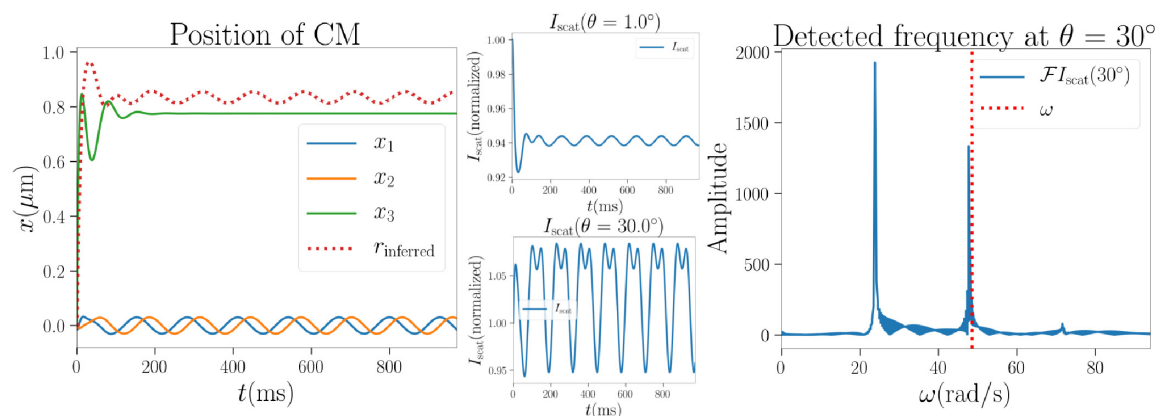 Position of CM
1.0
0.8
0.6
0.4
0.2
0.0
x(μm)
x₁
x₂
x₃
r_inferred
0 200 400 600 800
t(ms)
I_scat(θ = 1.0°)
1.00
0.98
0.96
0.94
0.92
I_scat(normalized)
I_scat
0 200 400 600 800
t(ms)
I_scat(θ = 30.0°)
1.05
1.00
0.95
I_scat(normalized)
I_scat
0 200 400 600 800
t(ms)
Detected frequency at θ = 30°
2000
1750
1500
1250
1000
750
500
250
0
Amplitude
ℱI_scat(30°)
ω
0 20 40 60 80
ω(rad/s)